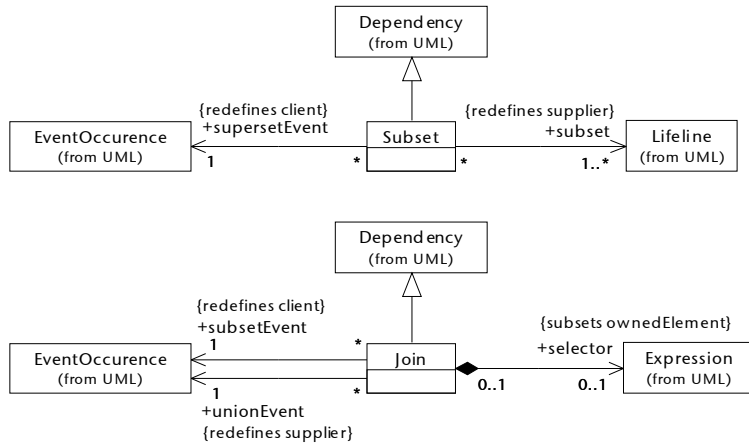 Dependency
(from UML)
{redefines client}
+supersetEvent
{redefines supplier}
+subset
EventOccurence
(from UML)
1
*
Subset
*
1..*
Lifeline
(from UML)
Dependency
(from UML)
{redefines client}
+subsetEvent
1
*
{subsets ownedElement}
+selector
EventOccurence
(from UML)
Join
0..1
0..1
Expression
(from UML)
1
*
+unionEvent
{redefines supplier}